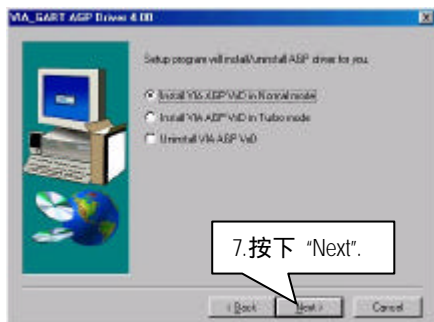 VIA_GART AGP Driver 4.00
Setup program will install/uninstall AGP driver for you.
Install VIA AGP VxD in Normal mode
Install VIA AGP VxD in Turbo mode
Uninstall VIA AGP VxD
7.按下 “Next”.
< Back
Next >
Cancel